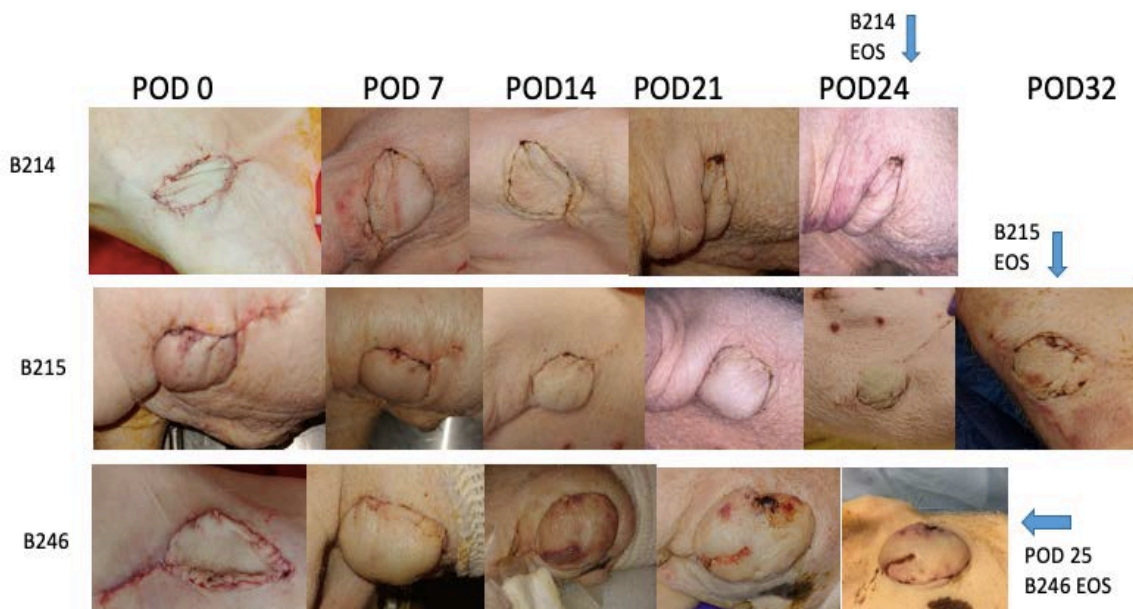 B214
EOS
POD 0 POD 7 POD14 POD21 POD24 POD32
B214
B215
EOS
B215
B246
POD 25
B246 EOS